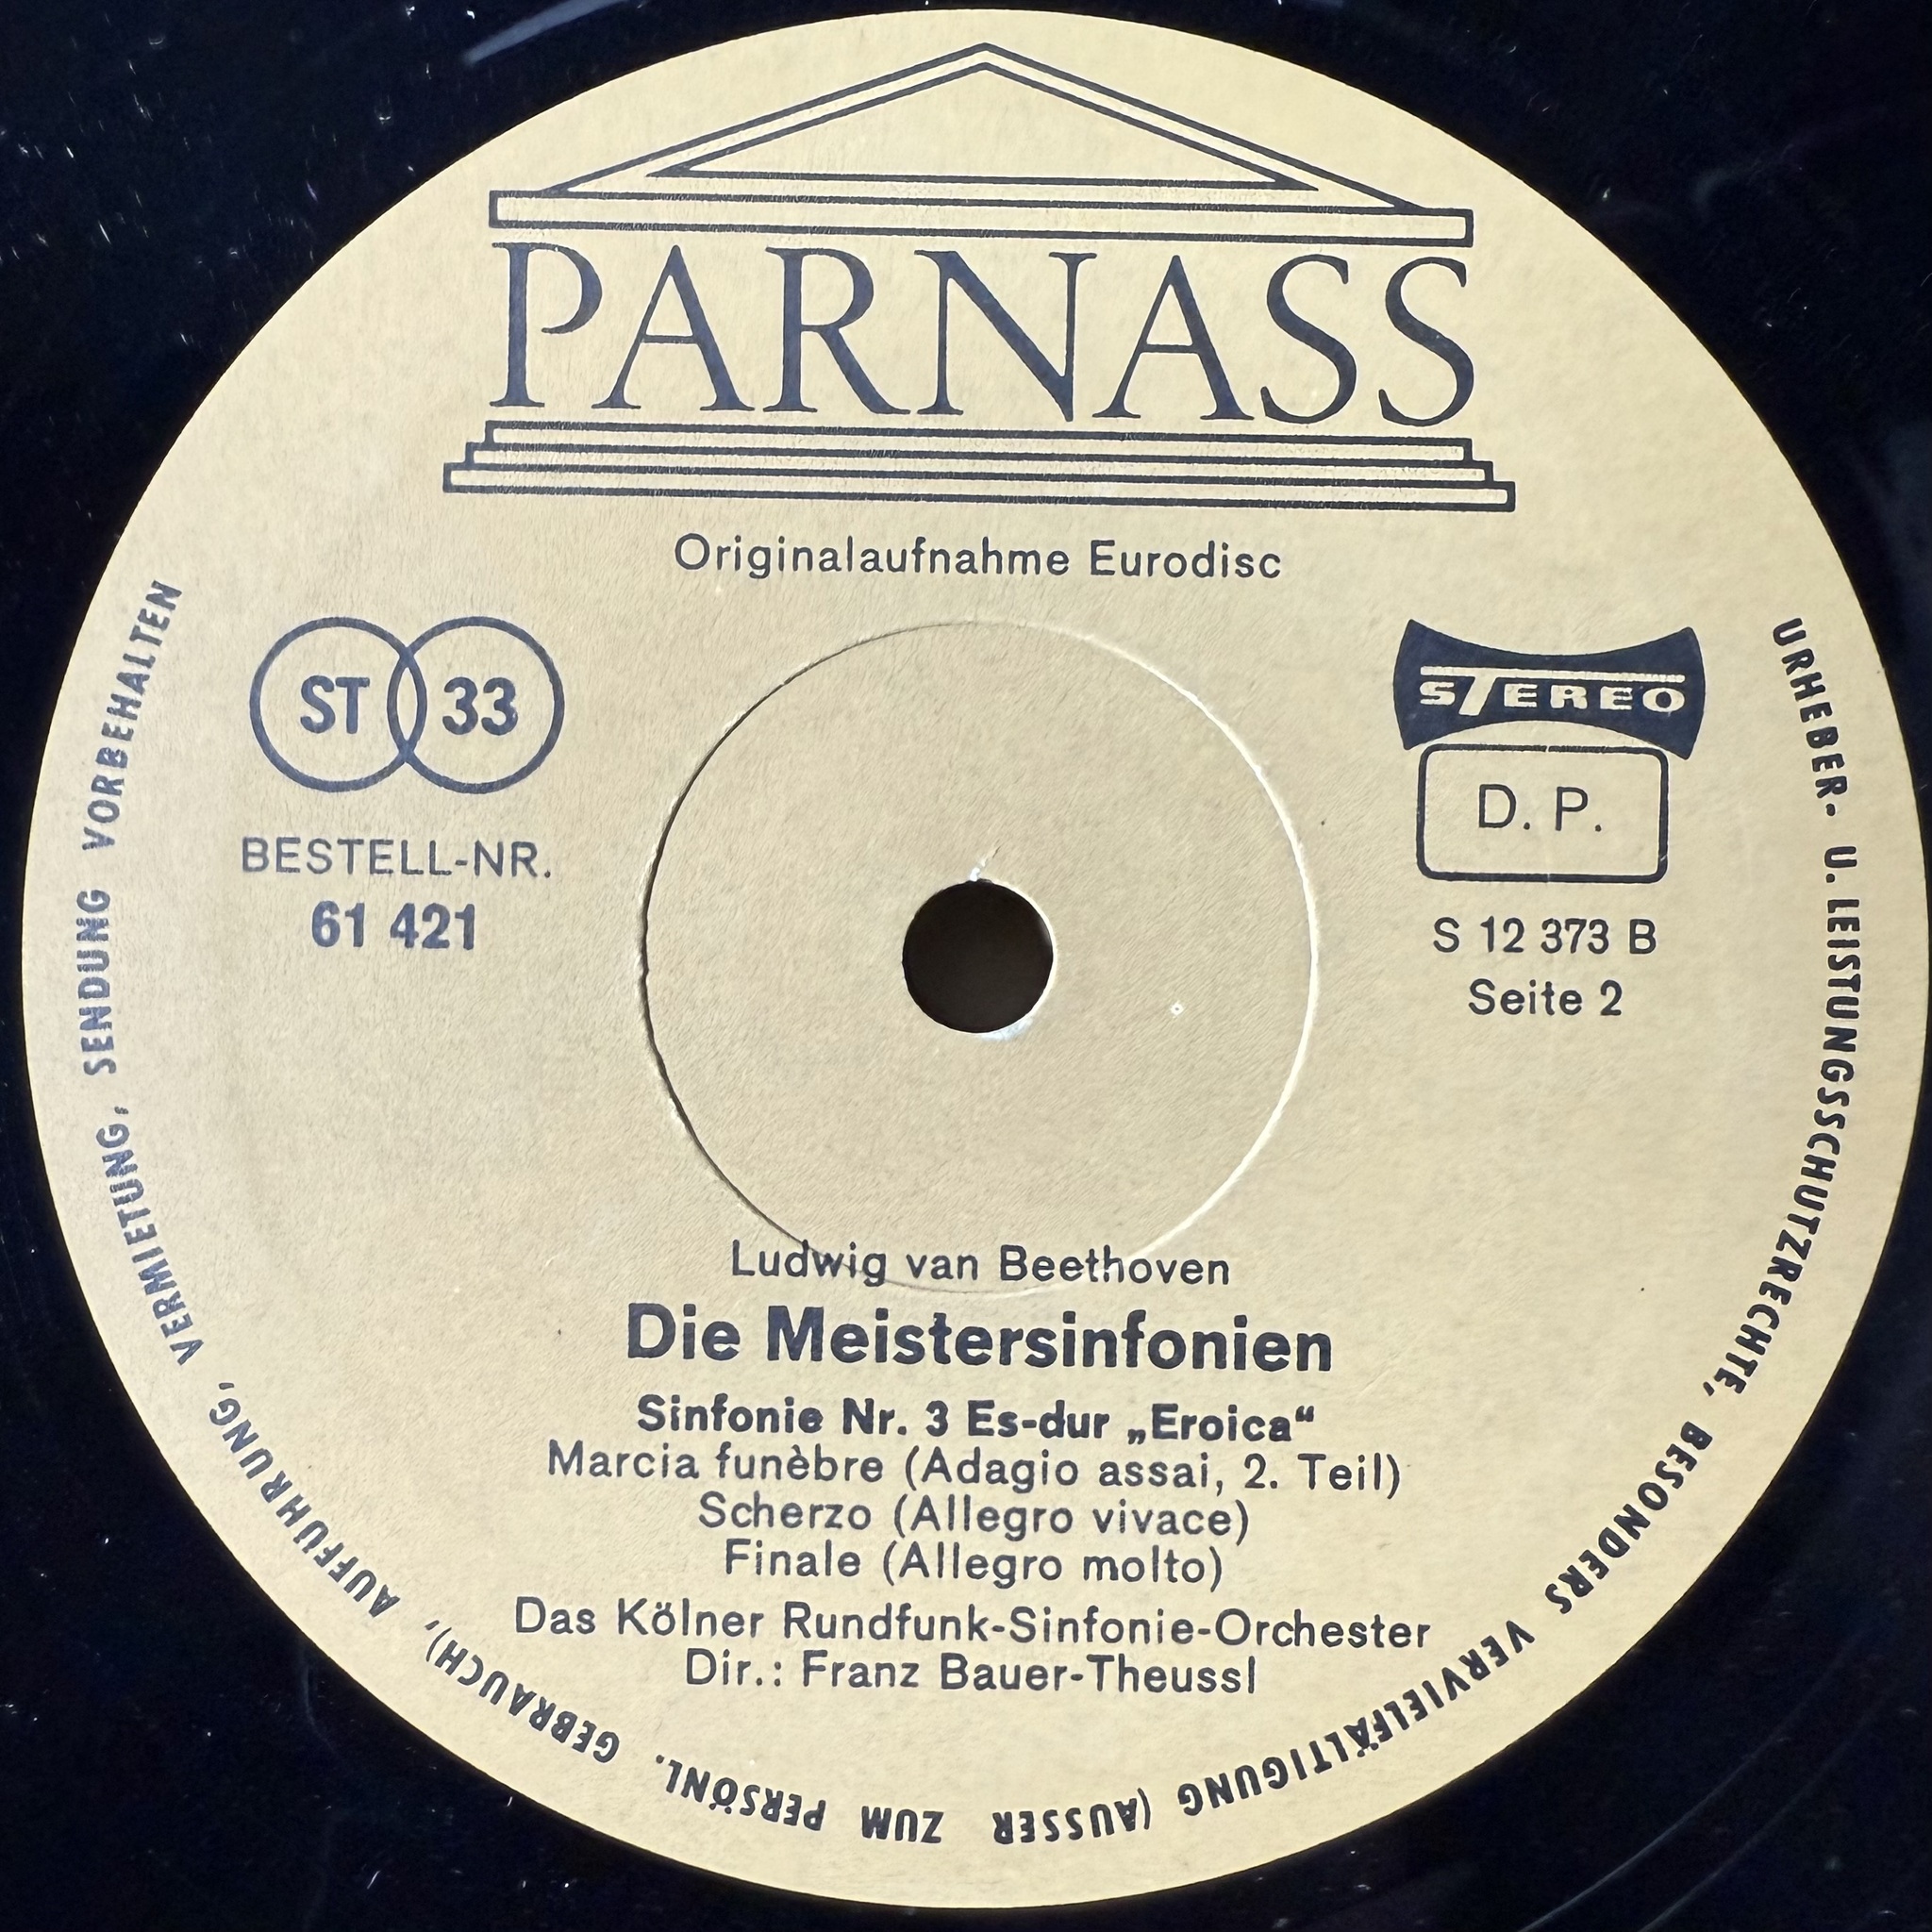 PARNASS
Originalaufnahme Eurodisc
ST 33
BESTELL-NR.
61 421
STEREO
D. P.
S 12 373 B
Seite 2
Ludwig van Beethoven
Die Meistersinfonien
Sinfonie Nr. 3 Es-dur „Eroica“
Marcia funèbre (Adagio assai, 2. Teil)
Scherzo (Allegro vivace)
Finale (Allegro molto)
Das Kölner Rundfunk-Sinfonie-Orchester
Dir.: Franz Bauer-Theussl
URHEBER- U. LEISTUNGSSCHUTZRECHTE, BESONDERS VERVIELFÄLTIGUNG (AUSSER ZUM PERSÖNL. GEBRAUCH), AUFFÜHRUNG, VERMIETUNG, SENDUNG VORBEHALTEN